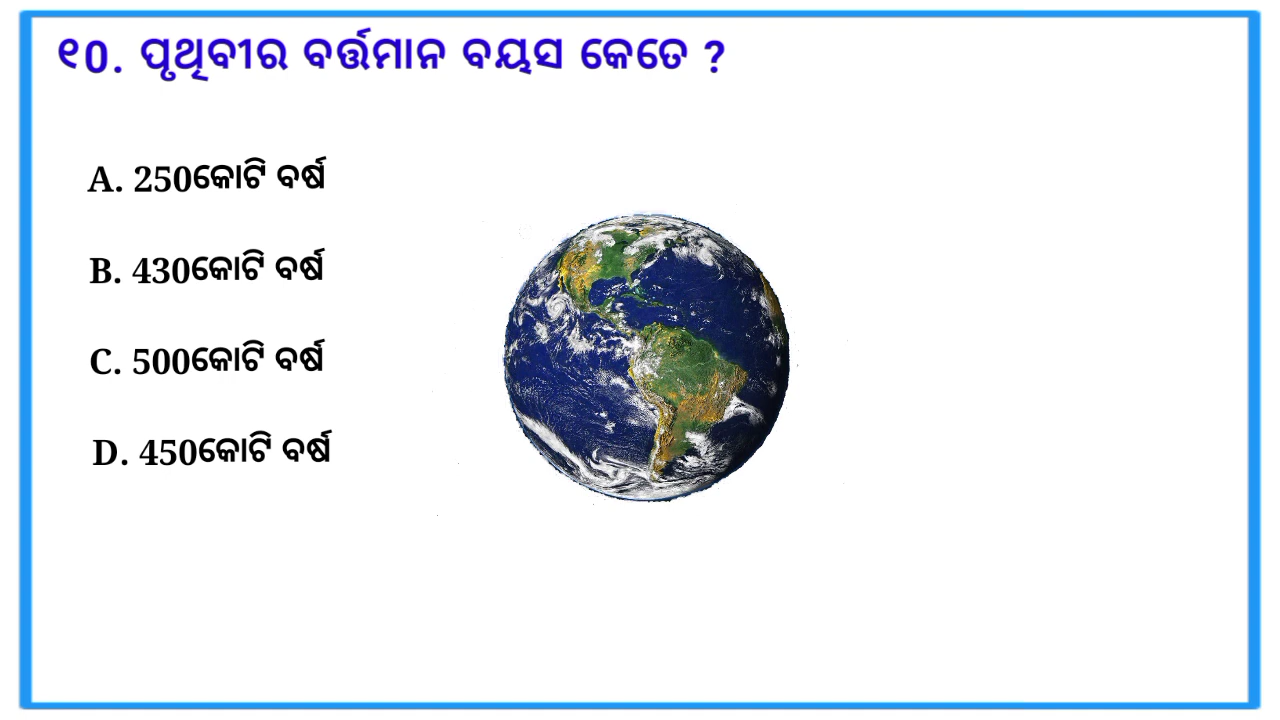 ୧0. ପୃଥିବୀର ବର୍ତ୍ତମାନ ବୟସ କେତେ ?
A. 250କୋଟି ବର୍ଷ
B. 430କୋଟି ବର୍ଷ
C. 500କୋଟି ବର୍ଷ
D. 450କୋଟି ବର୍ଷ